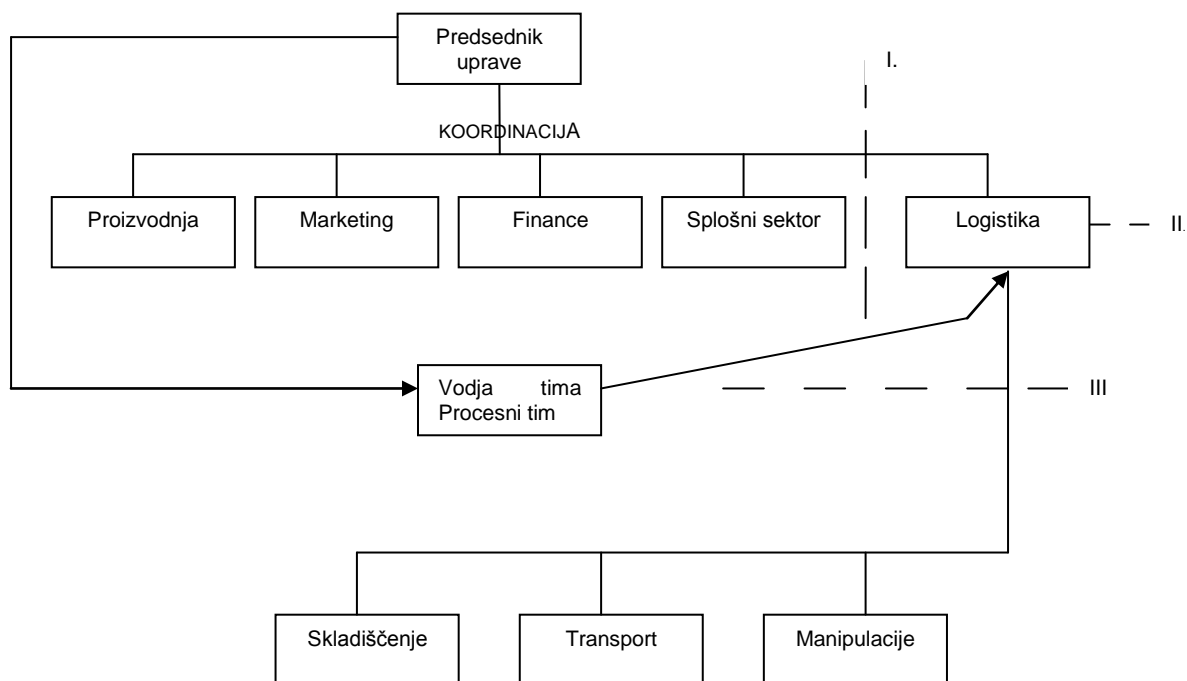 Predsednik
uprave
I.
KOORDINACIJA
Proizvodnja
Marketing
Finance
Splošni sektor
Logistika
II.
Vodja tima
Procesni tim
III
Skladiščenje
Transport
Manipulacije